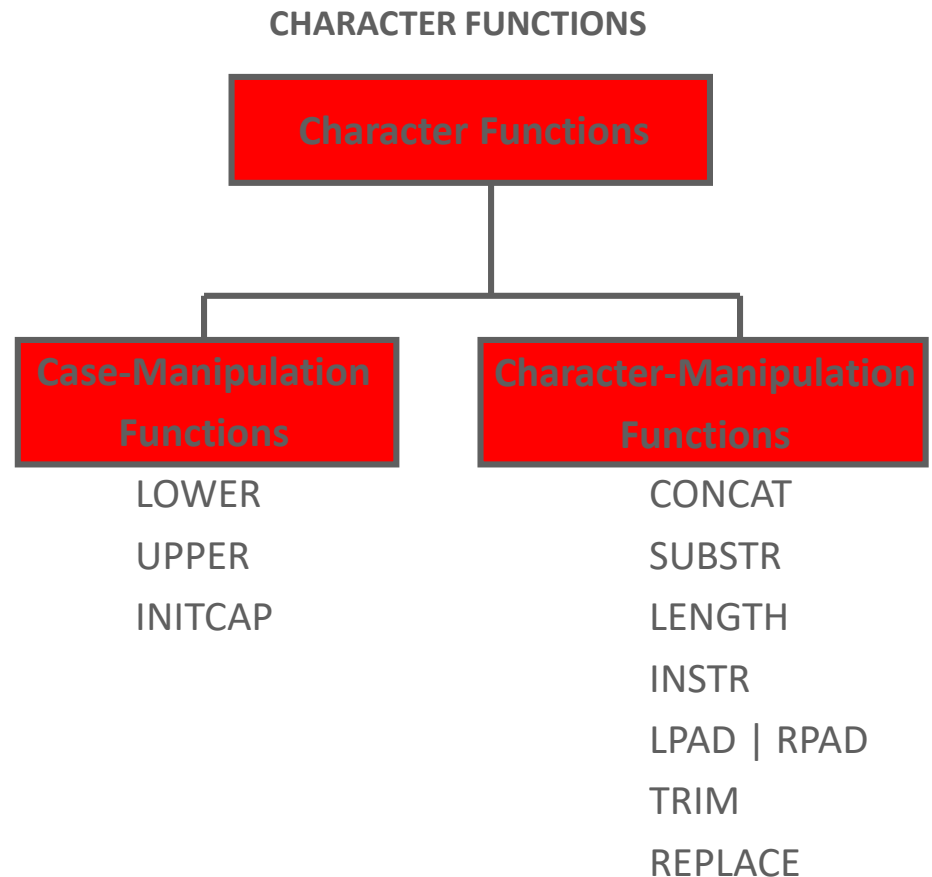 CHARACTER FUNCTIONS
Character Functions
Case-Manipulation
Functions
LOWER
UPPER
INITCAP
Character-Manipulation
Functions
CONCAT
SUBSTR
LENGTH
INSTR
LPAD | RPAD
TRIM
REPLACE